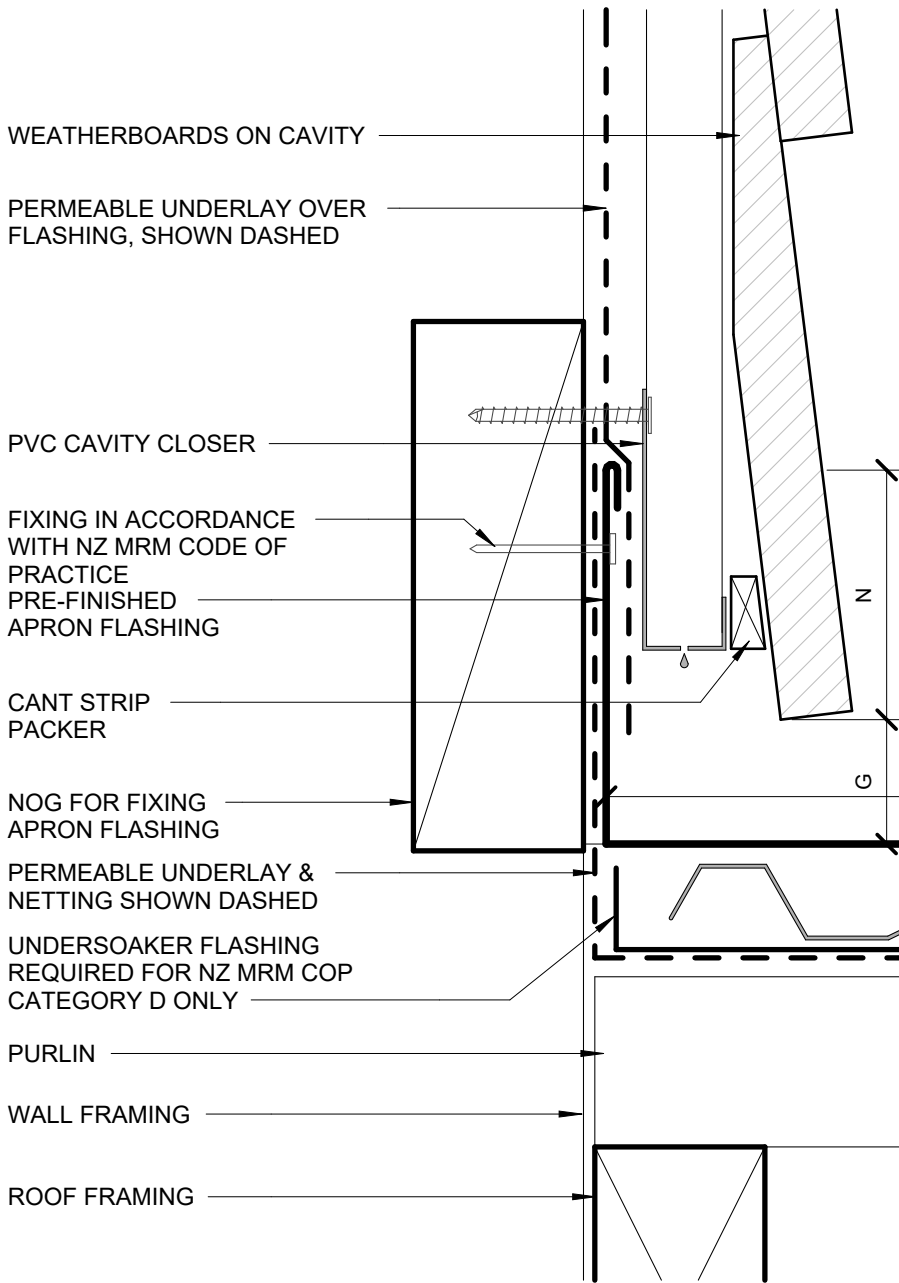 WEATHERBOARDS ON CAVITY
PERMEABLE UNDERLAY OVER
FLASHING, SHOWN DASHED
PVC CAVITY CLOSER
FIXING IN ACCORDANCE
WITH NZ MRM CODE OF
PRACTICE
PRE-FINISHED
APRON FLASHING
CANT STRIP
PACKER
NOG FOR FIXING
APRON FLASHING
PERMEABLE UNDERLAY &
NETTING SHOWN DASHED
UNDERSOAKER FLASHING
REQUIRED FOR NZ MRM COP
CATEGORY D ONLY
PURLIN
WALL FRAMING
ROOF FRAMING
N
G